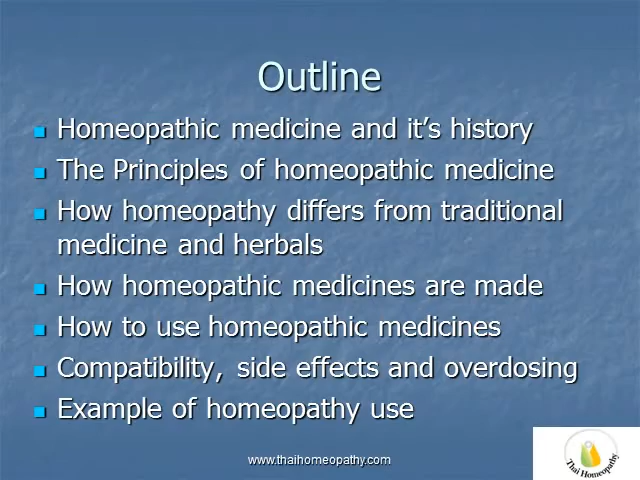 Outline
■ Homeopathic medicine and it's history
■ The Principles of homeopathic medicine
■ How homeopathy differs from traditional
medicine and herbals
■ How homeopathic medicines are made
■ How to use homeopathic medicines
■ Compatibility, side effects and overdosing
■ Example of homeopathy use
www.thaihomeopathy.com
Thai Homeopathy